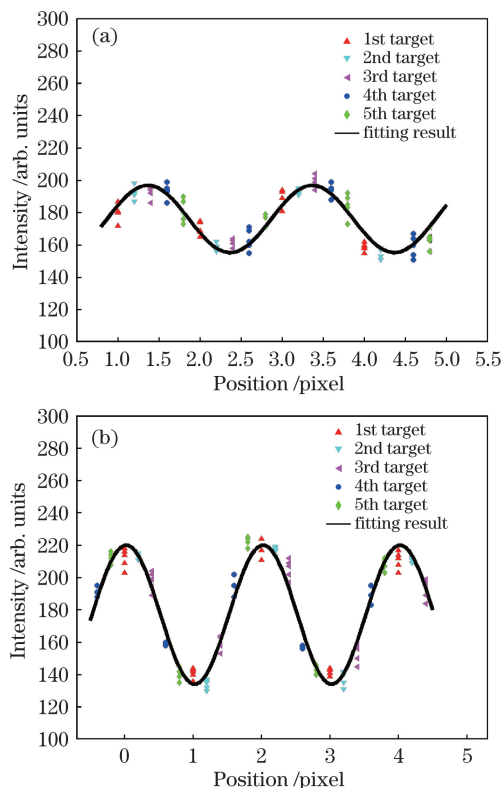 (a)
300
280
260
240
220
200
180
160
140
120
100
Intensity /arb. units
1st target
2nd target
3rd target
4th target
5th target
fitting result
0.5 1.0 1.5 2.0 2.5 3.0 3.5 4.0 4.5 5.0 5.5
Position /pixel
(b)
300
280
260
240
220
200
180
160
140
120
100
Intensity /arb. units
1st target
2nd target
3rd target
4th target
5th target
fitting result
0 1 2 3 4 5
Position /pixel